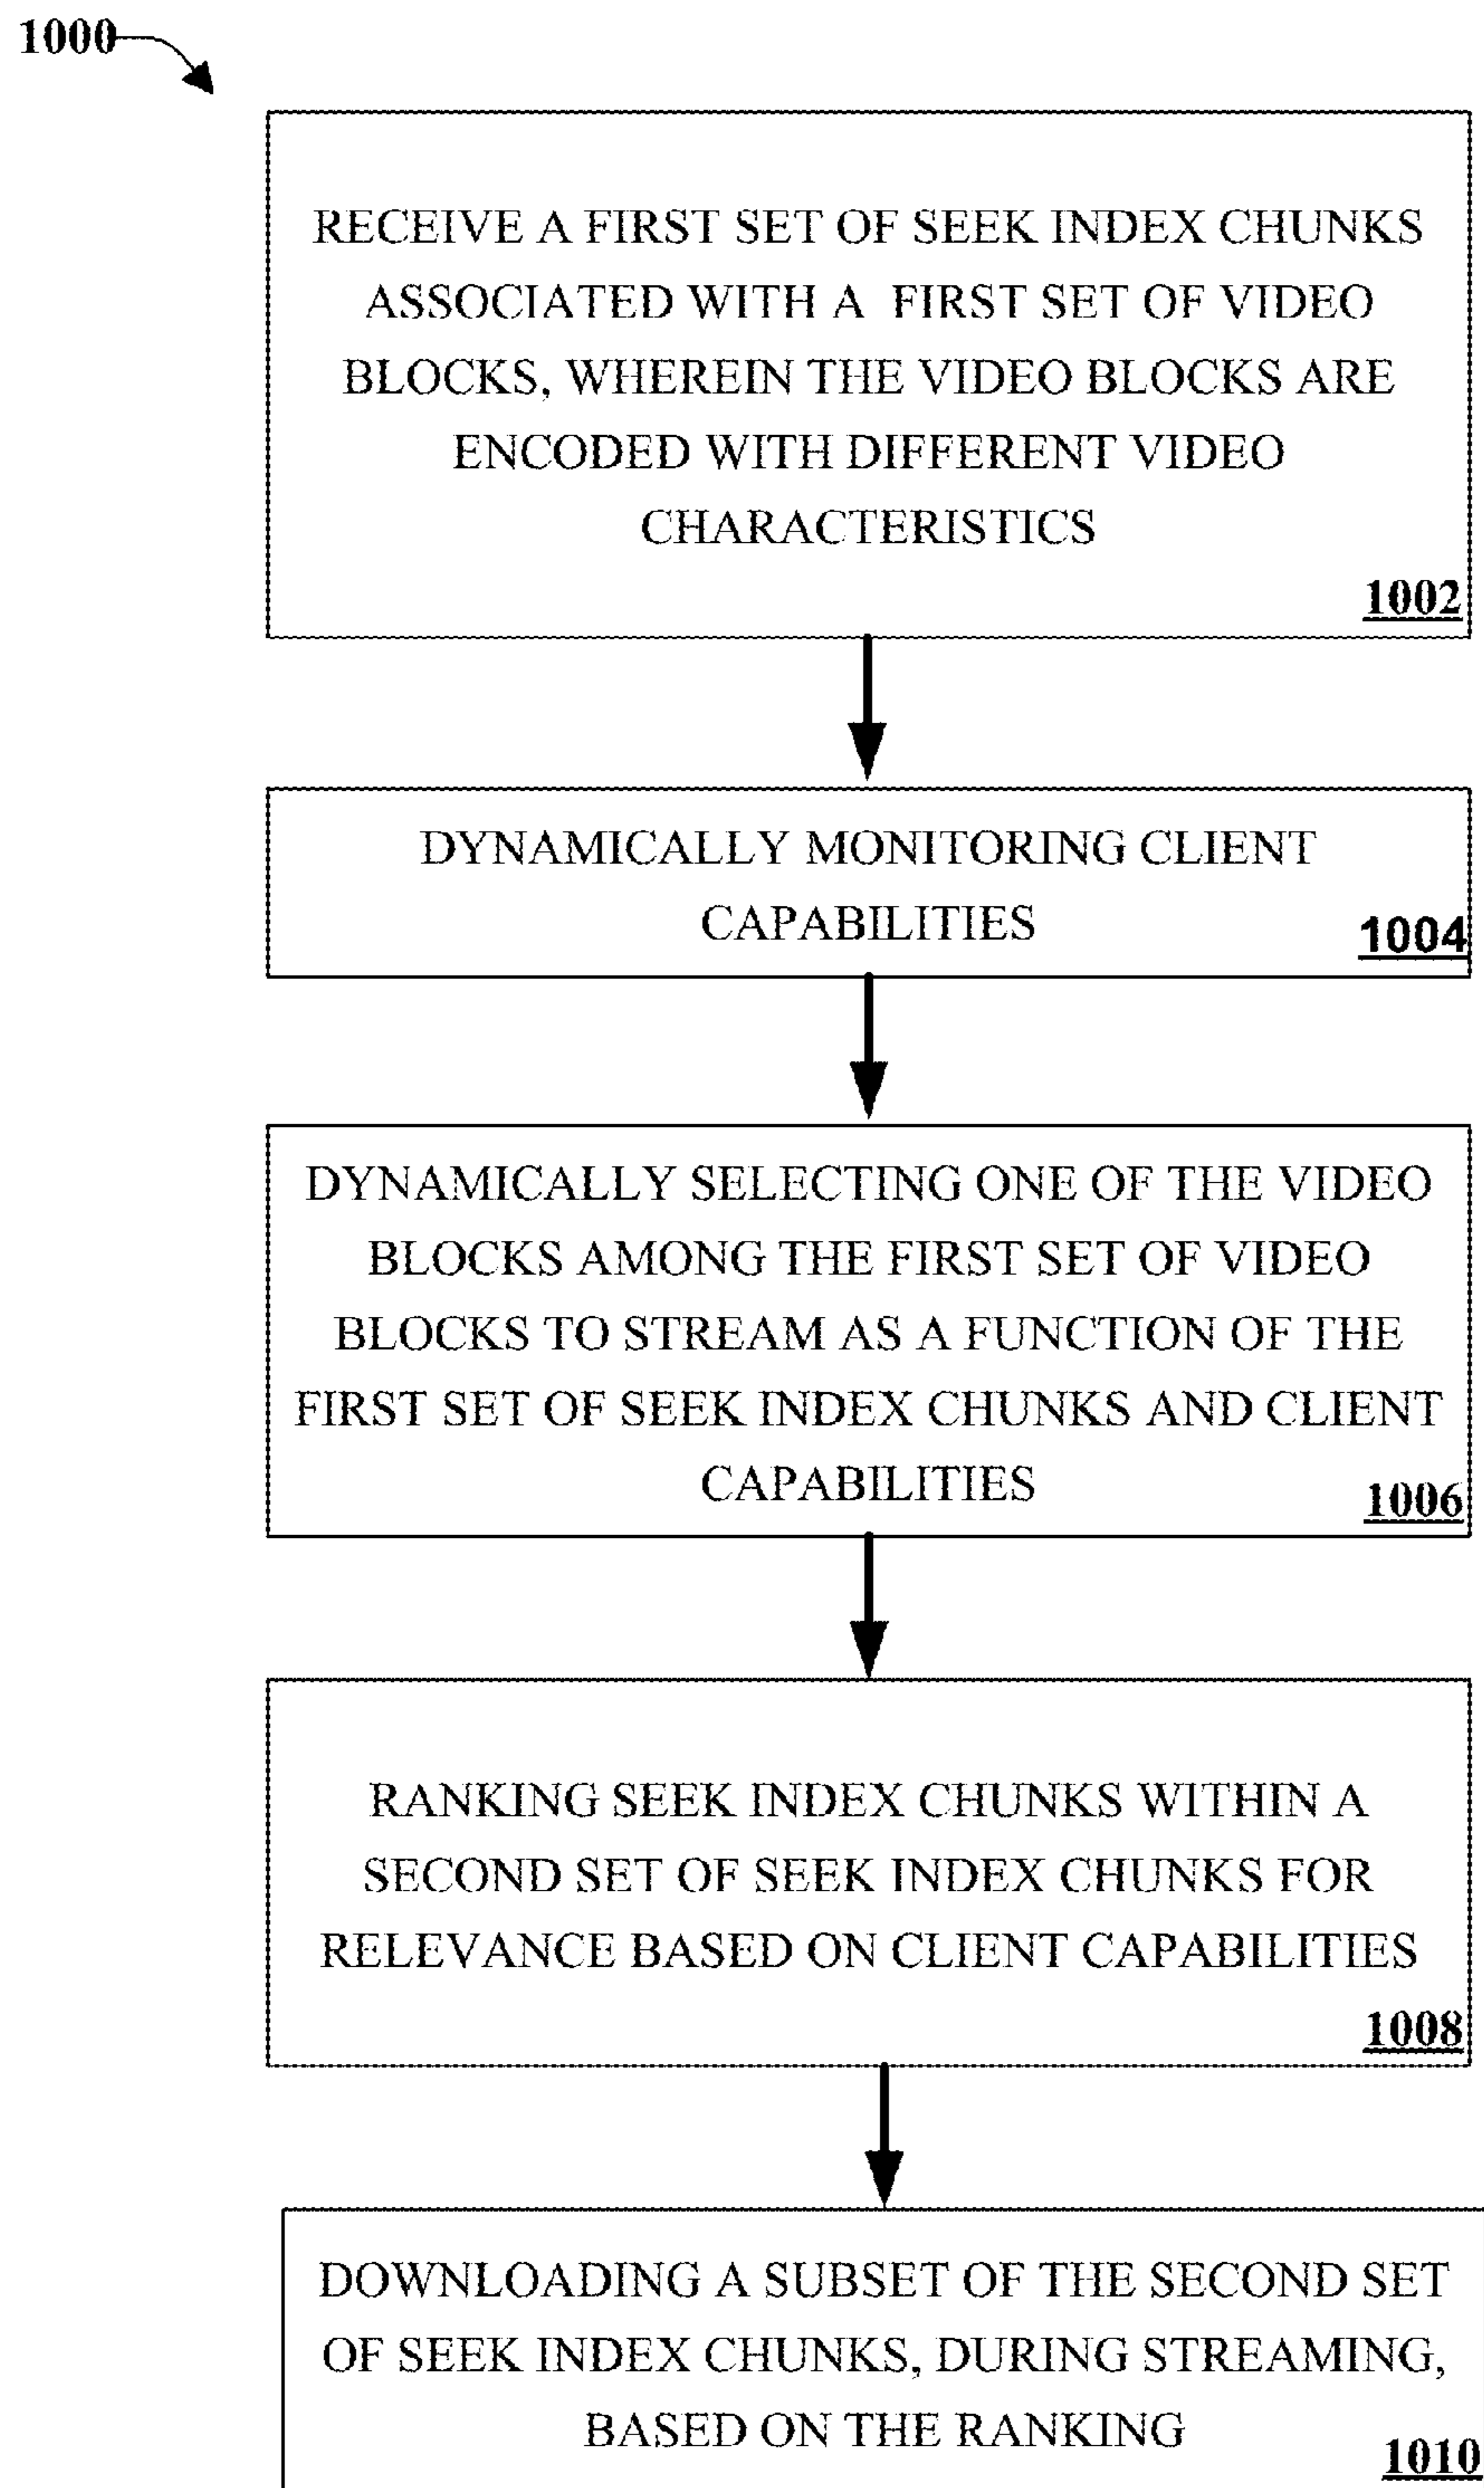 1000
RECEIVE A FIRST SET OF SEEK INDEX CHUNKS
ASSOCIATED WITH A FIRST SET OF VIDEO
BLOCKS, WHEREIN THE VIDEO BLOCKS ARE
ENCODED WITH DIFFERENT VIDEO
CHARACTERISTICS
1002
DYNAMICALLY MONITORING CLIENT
CAPABILITIES
1004
DYNAMICALLY SELECTING ONE OF THE VIDEO
BLOCKS AMONG THE FIRST SET OF VIDEO
BLOCKS TO STREAM AS A FUNCTION OF THE
FIRST SET OF SEEK INDEX CHUNKS AND CLIENT
CAPABILITIES
1006
RANKING SEEK INDEX CHUNKS WITHIN A
SECOND SET OF SEEK INDEX CHUNKS FOR
RELEVANCE BASED ON CLIENT CAPABILITIES
1008
DOWNLOADING A SUBSET OF THE SECOND SET
OF SEEK INDEX CHUNKS, DURING STREAMING,
BASED ON THE RANKING
1010